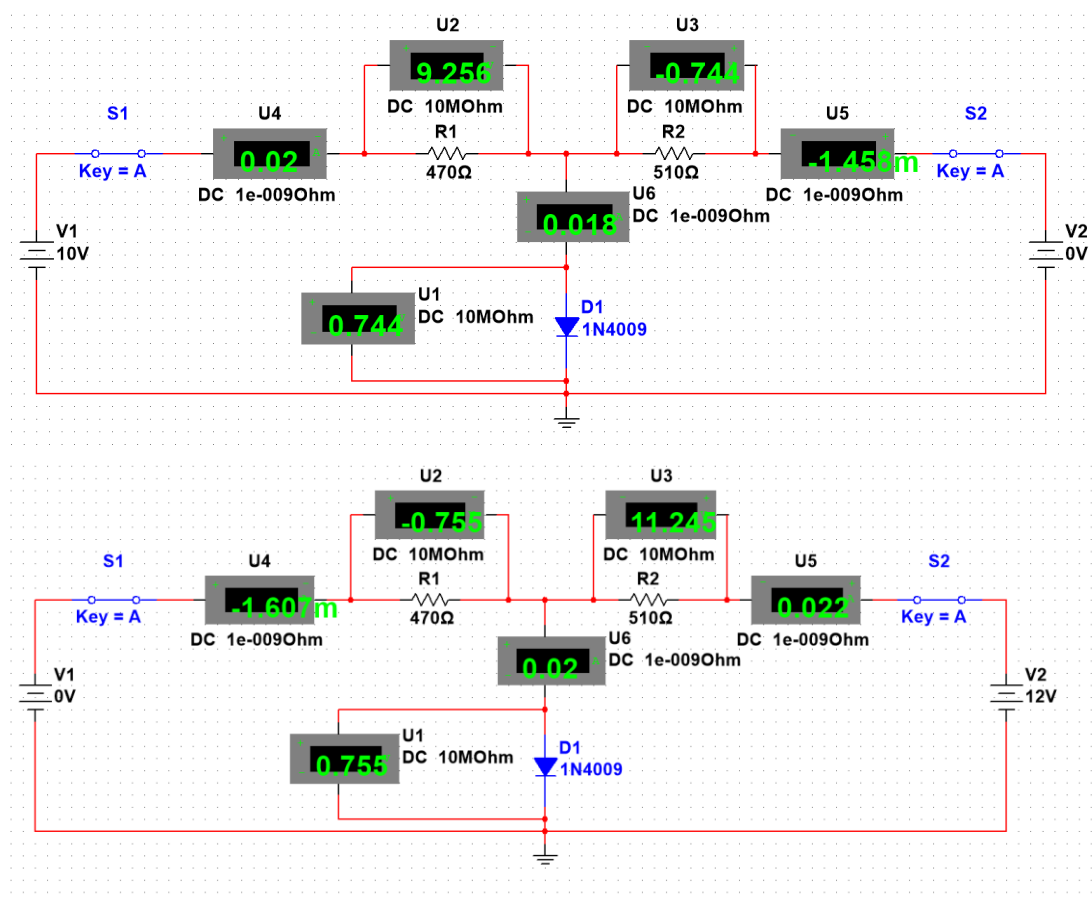 U2
U3
9.256
-0.744
DC 10MOhm
DC 10MOhm
S1
U4
R1
R2
U5
S2
0.02
-1.458m
Key = A
470Ω
510Ω
Key = A
DC 1e-009Ohm
DC 1e-009Ohm
U6
DC 1e-009Ohm
0.018
V1
10V
V2
0V
U1
DC 10MOhm
0.744
D1
1N4009
U2
U3
-0.755
11.245
DC 10MOhm
DC 10MOhm
S1
U4
R1
R2
U5
S2
-1.607m
0.022
Key = A
470Ω
510Ω
Key = A
DC 1e-009Ohm
DC 1e-009Ohm
U6
DC 1e-009Ohm
0.02
V1
0V
V2
12V
U1
DC 10MOhm
0.755
D1
1N4009